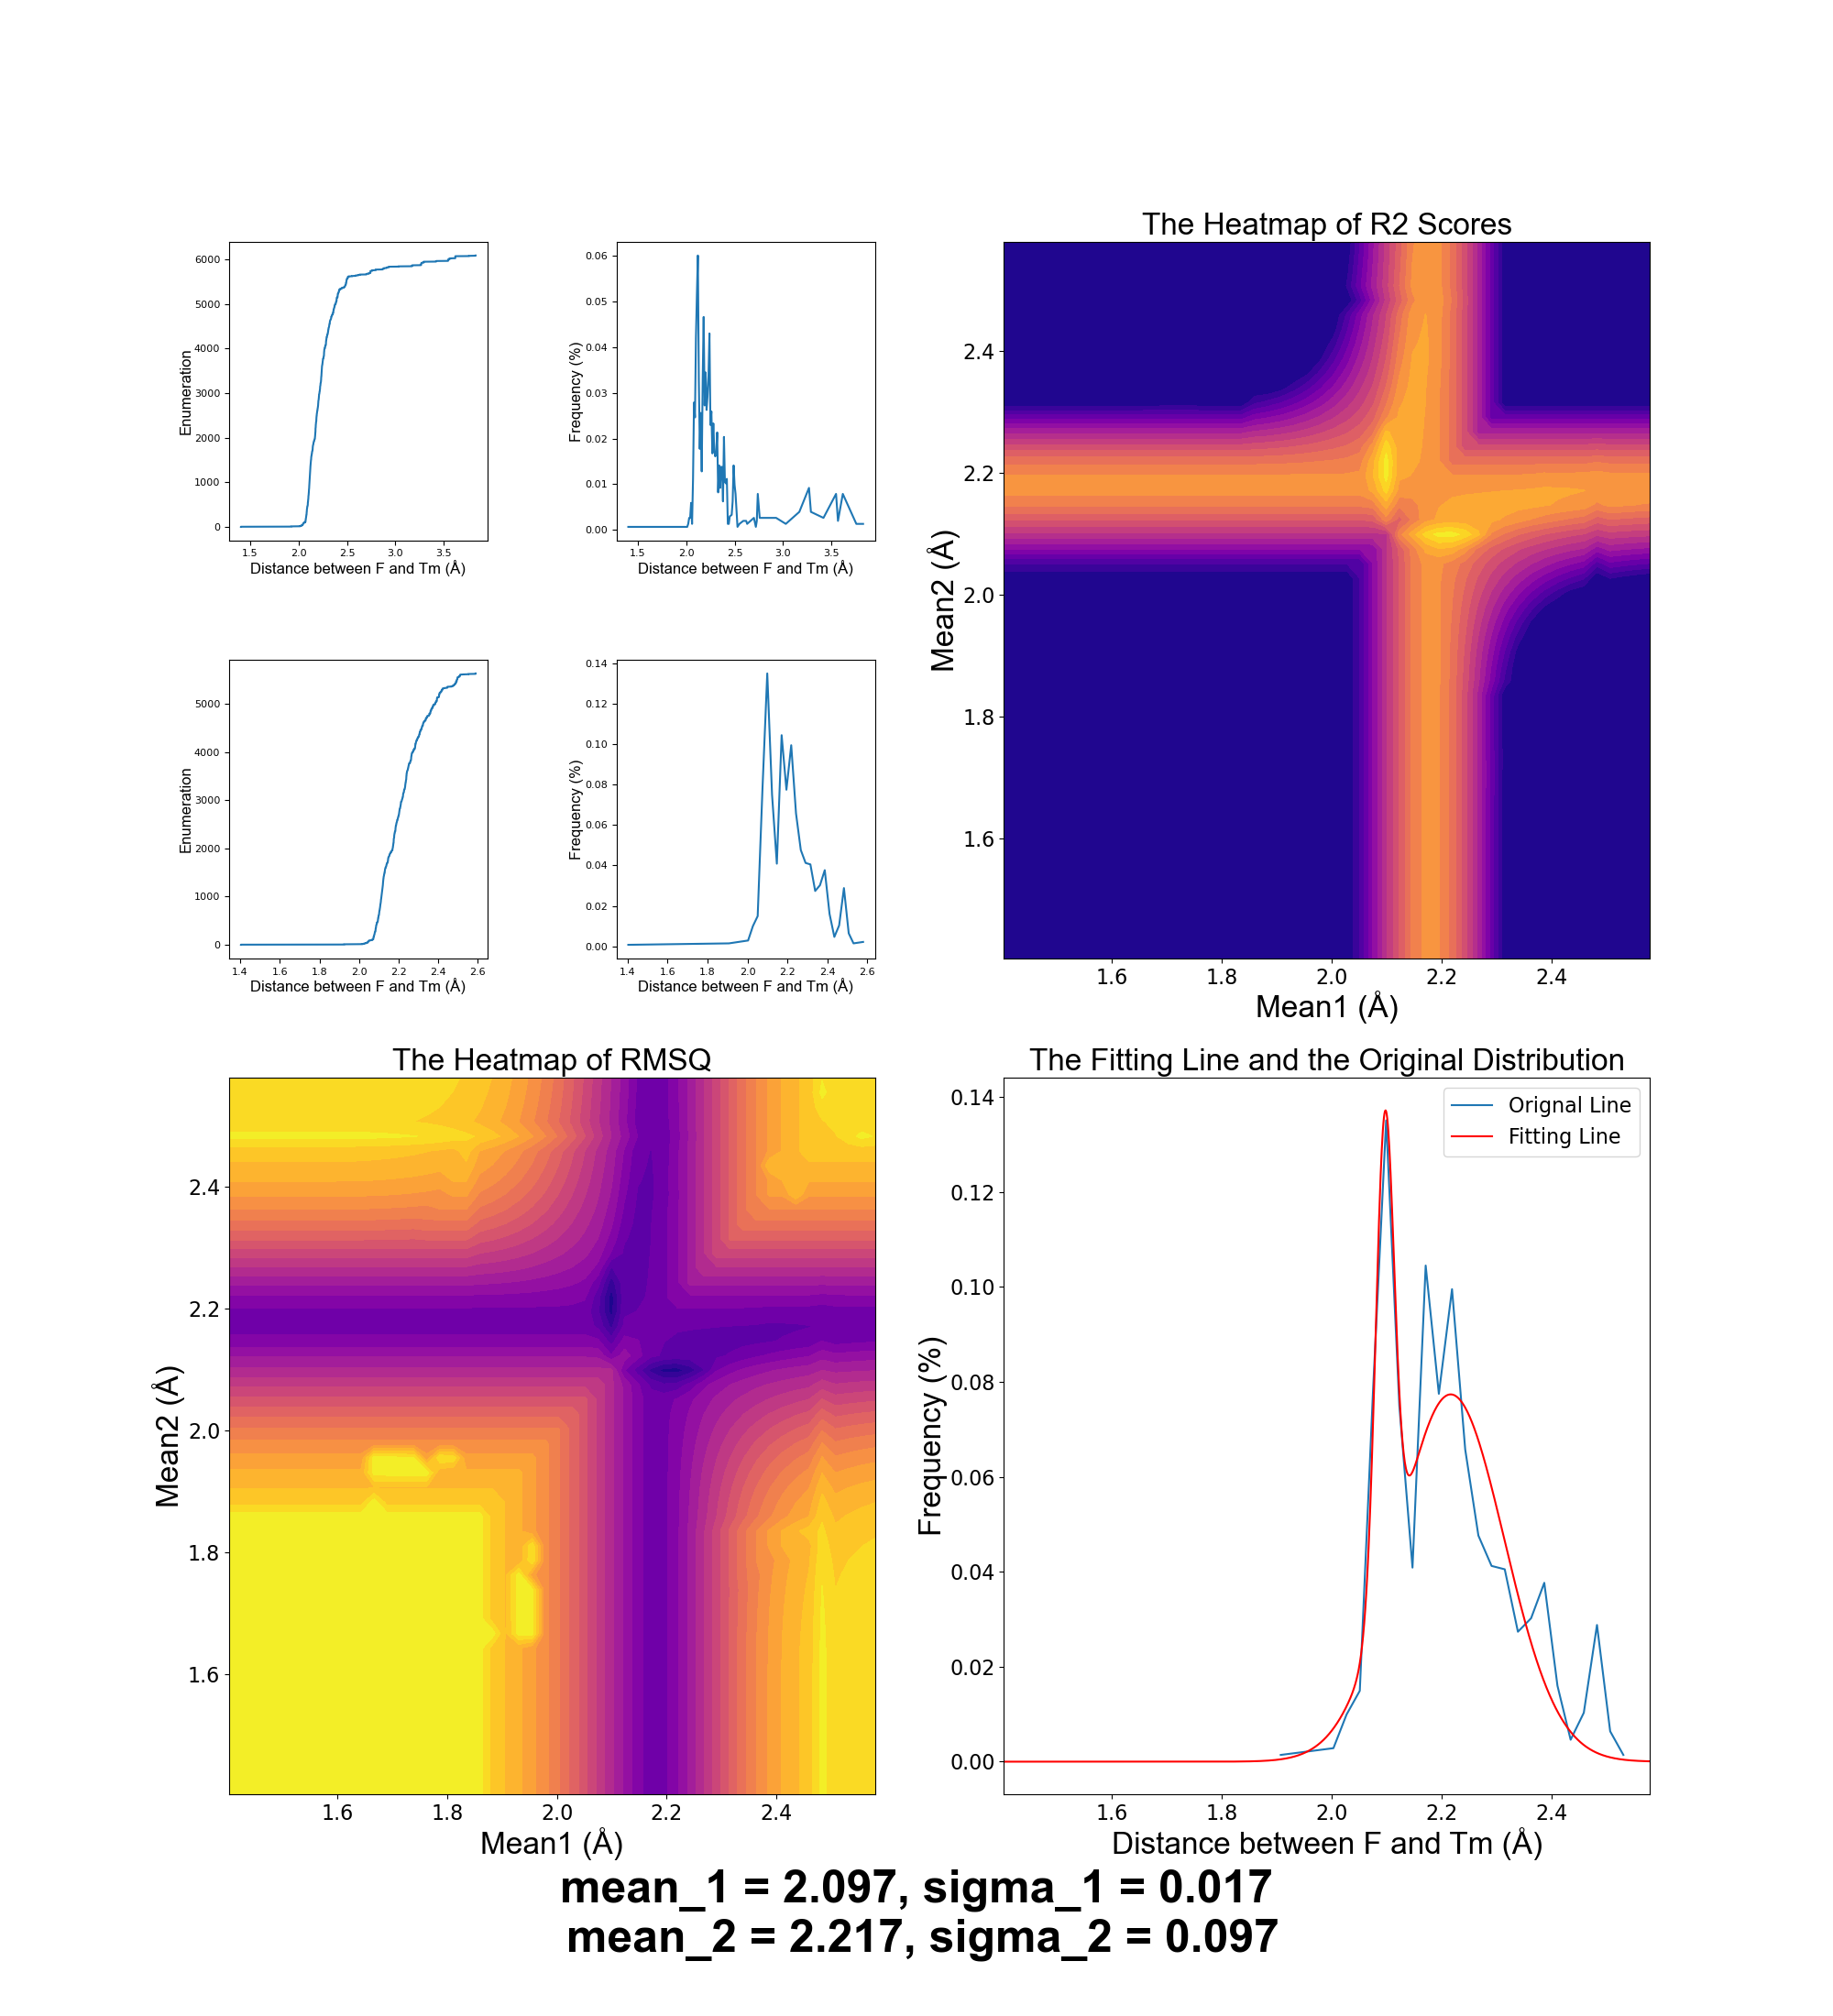 The Heatmap of R2 Scores
6000
5000
4000
3000
2000
1000
0
Enumeration
1.5 2.0 2.5 3.0 3.5
Distance between F and Tm (Å)
0.06
0.05
0.04
0.03
0.02
0.01
0.00
Frequency (%)
1.5 2.0 2.5 3.0 3.5
Distance between F and Tm (Å)
2.4
2.2
2.0
1.8
1.6
Mean2 (Å)
1.6 1.8 2.0 2.2 2.4
Mean1 (Å)
5000
4000
3000
2000
1000
0
Enumeration
1.4 1.6 1.8 2.0 2.2 2.4 2.6
Distance between F and Tm (Å)
0.14
0.12
0.10
0.08
0.06
0.04
0.02
0.00
Frequency (%)
1.4 1.6 1.8 2.0 2.2 2.4 2.6
Distance between F and Tm (Å)
The Heatmap of RMSQ
2.4
2.2
2.0
1.8
1.6
Mean2 (Å)
1.6 1.8 2.0 2.2 2.4
Mean1 (Å)
The Fitting Line and the Original Distribution
Orignal Line
Fitting Line
0.14
0.12
0.10
0.08
0.06
0.04
0.02
0.00
Frequency (%)
1.6 1.8 2.0 2.2 2.4
Distance between F and Tm (Å)
mean_1 = 2.097, sigma_1 = 0.017
mean_2 = 2.217, sigma_2 = 0.097